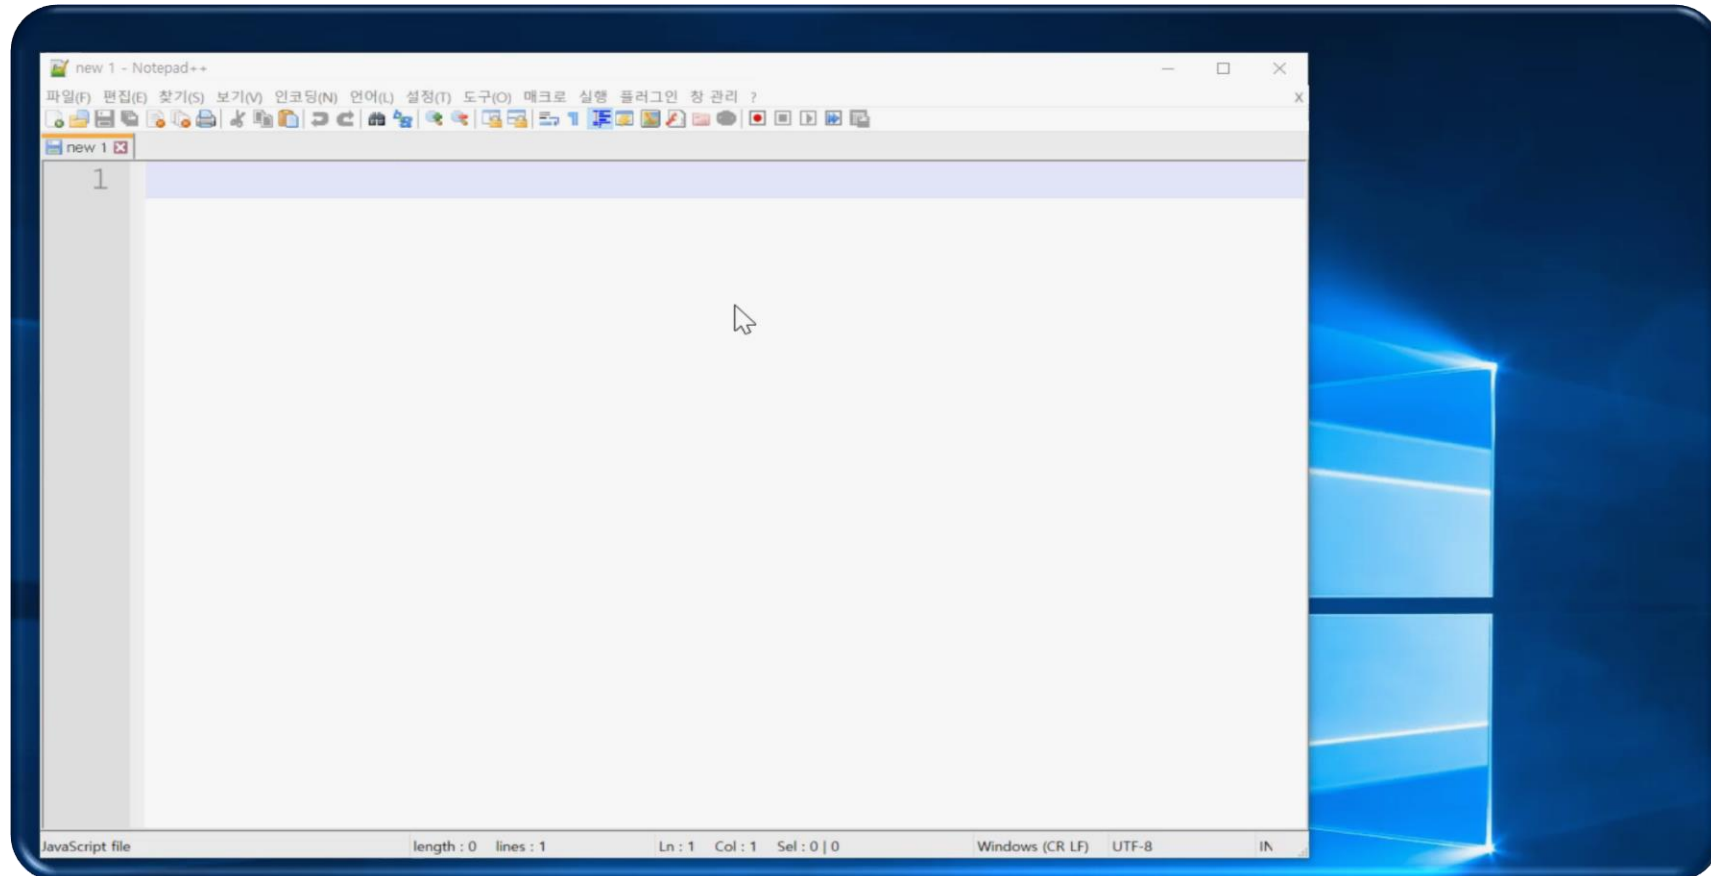 new 1 - Notepad++
파일(F) 편집(E) 찾기(S) 보기(V) 인코딩(N) 언어(L) 설정(T) 도구(O) 매크로 실행 플러그인 창 관리 ? X
new 1
1
JavaScript file length : 0 lines : 1 Ln : 1 Col : 1 Sel : 0 | 0 Windows (CR LF) UTF-8 IN